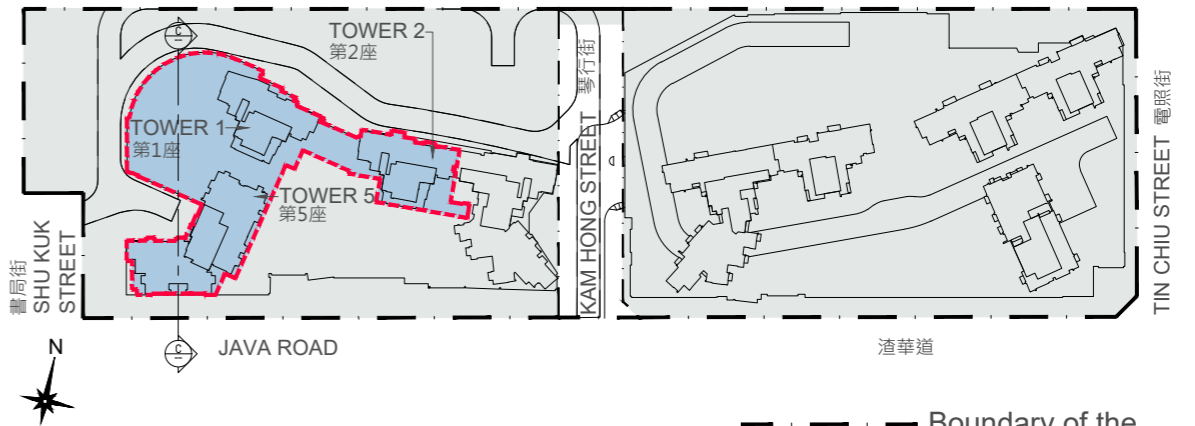 C
TOWER 2
第2座
TOWER 1
第1座
TOWER 5
第5座
書局街
SHU KUK
STREET
琴行街
KAM HONG STREET
TIN CHIU STREET 電照街
N
C
JAVA ROAD
渣華道
Boundary of the